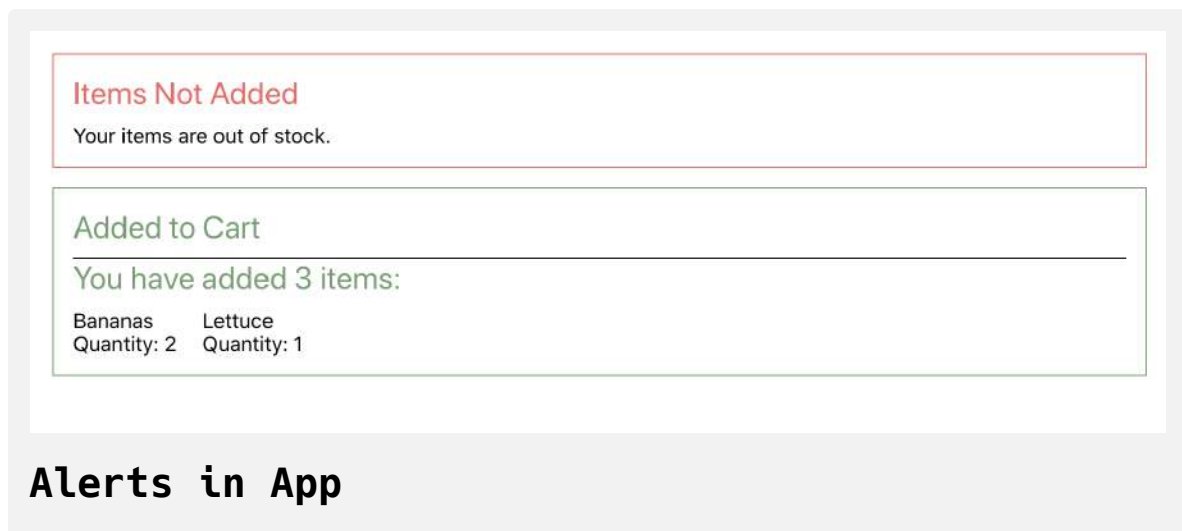 Items Not Added
Your items are out of stock.
Added to Cart
You have added 3 items:
Bananas Lettuce
Quantity: 2 Quantity: 1
Alerts in App